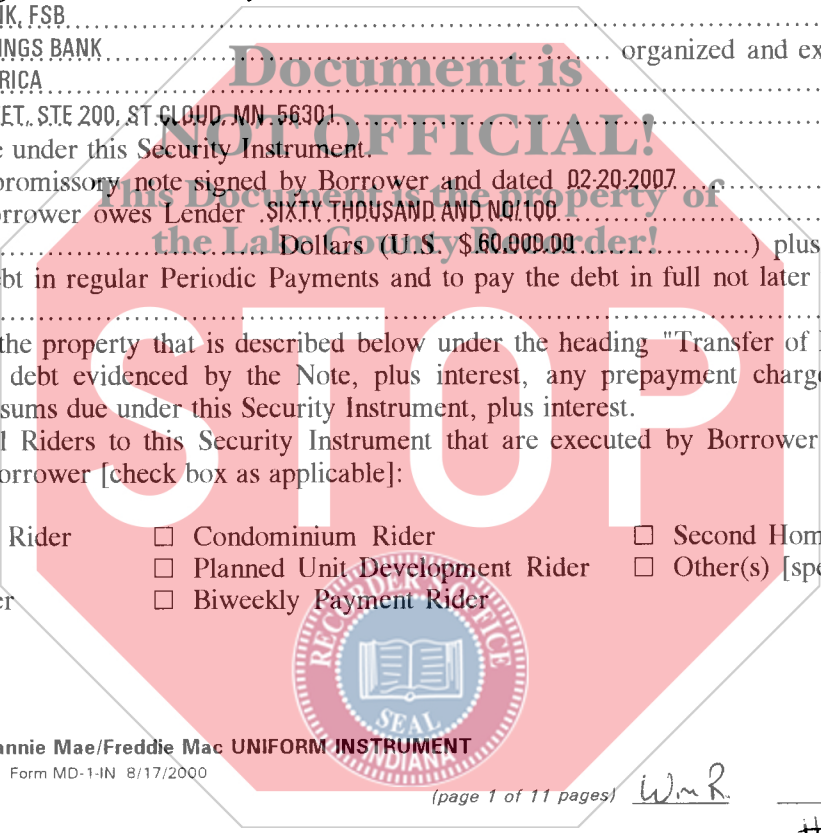 NK, FSB
INGS BANK organized and ex
RICA
ET, STE 200, ST CLOUD, MN 56301
under this Security Instrument.
promissory note signed by Borrower and dated 02-20-2007
orrower owes Lender SIXTY THOUSAND AND NO/100
Dollars (U.S. $ 60,000.00 ) plus
bt in regular Periodic Payments and to pay the debt in full not later
the property that is described below under the heading "Transfer of
debt evidenced by the Note, plus interest, any prepayment charge
sums due under this Security Instrument, plus interest.
Riders to this Security Instrument that are executed by Borrower
orrower [check box as applicable]:
Rider ☐ Condominium Rider ☐ Second Hom
☐ Planned Unit Development Rider ☐ Other(s) [spe
er ☐ Biweekly Payment Rider
annie Mae/Freddie Mac UNIFORM INSTRUMENT
Form MD-1-IN 8/17/2000
(page 1 of 11 pages) WmR
Document is
NOT OFFICIAL!
This Document is the property of
the Lake County Recorder!
STOP
RECORDER'S OFFICE
SEAL
INDIANA